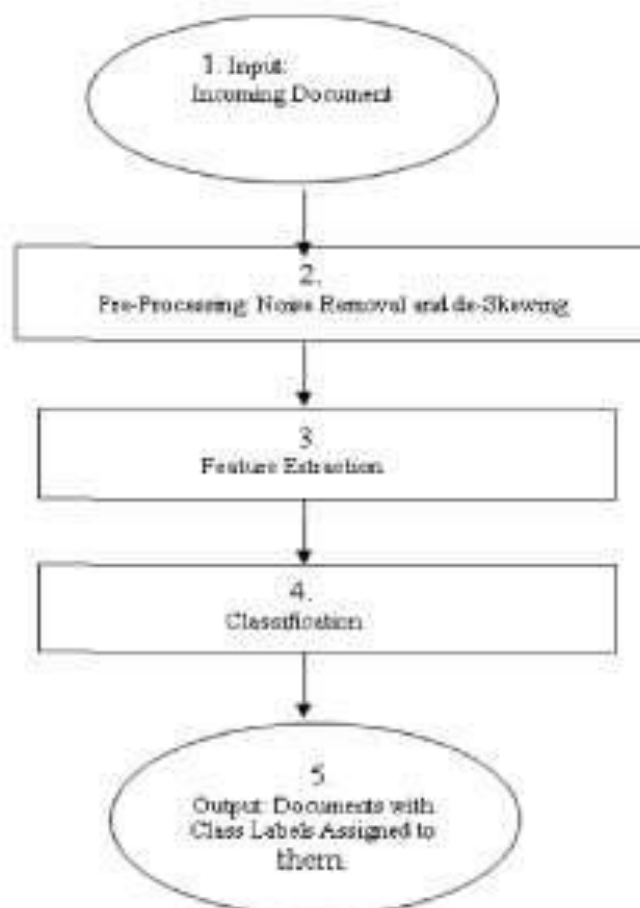 1. Input:
Incoming Document
2.
Pre-Processing: Noise Removal and de-Skewing
3
Feature Extraction
4.
Classification
5
Output: Documents with
Class Labels Assigned to
them.